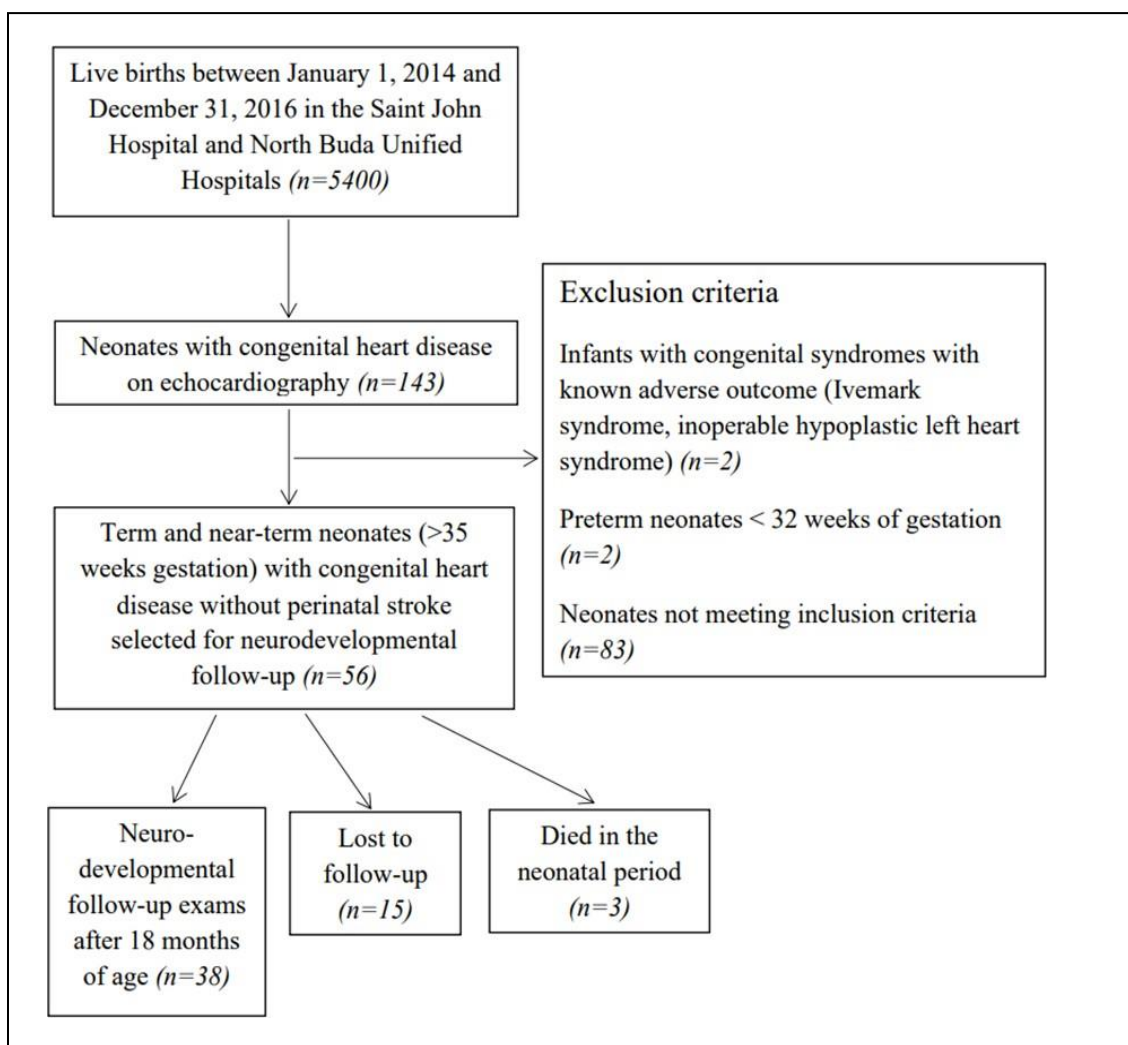 Live births between January 1, 2014 and
December 31, 2016 in the Saint John
Hospital and North Buda Unified
Hospitals (n=5400)
Neonates with congenital heart disease
on echocardiography (n=143)
Exclusion criteria
Infants with congenital syndromes with
known adverse outcome (Ivemark
syndrome, inoperable hypoplastic left heart
syndrome) (n=2)
Preterm neonates < 32 weeks of gestation
(n=2)
Neonates not meeting inclusion criteria
(n=83)
Term and near-term neonates (>35
weeks gestation) with congenital heart
disease without perinatal stroke
selected for neurodevelopmental
follow-up (n=56)
Neuro-
developmental
follow-up exams
after 18 months
of age (n=38)
Lost to
follow-up
(n=15)
Died in the
neonatal period
(n=3)